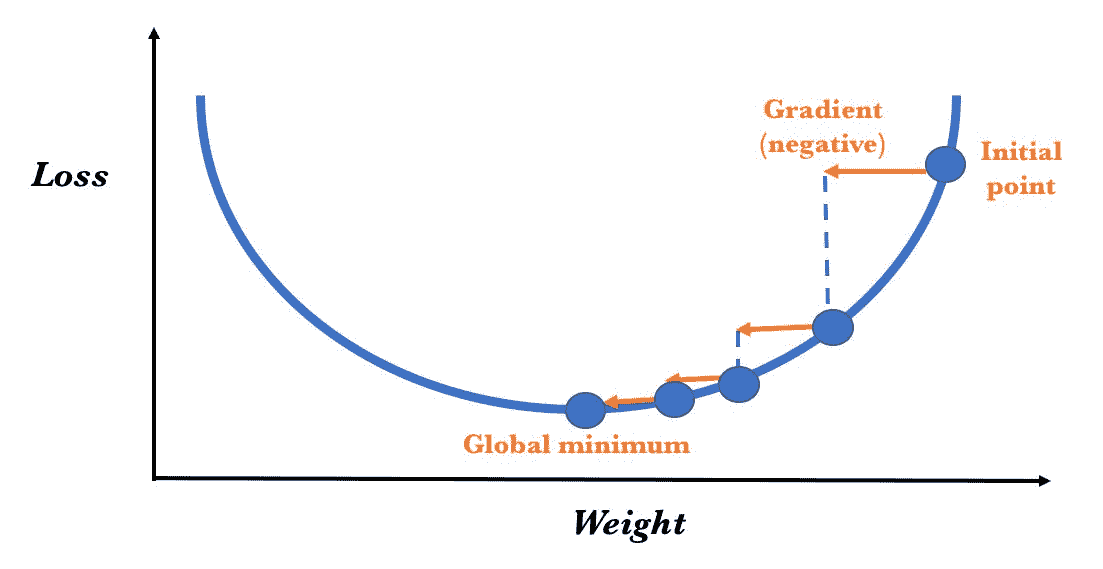 Gradient
(negative)
Initial
point
Loss
Global minimum
Weight